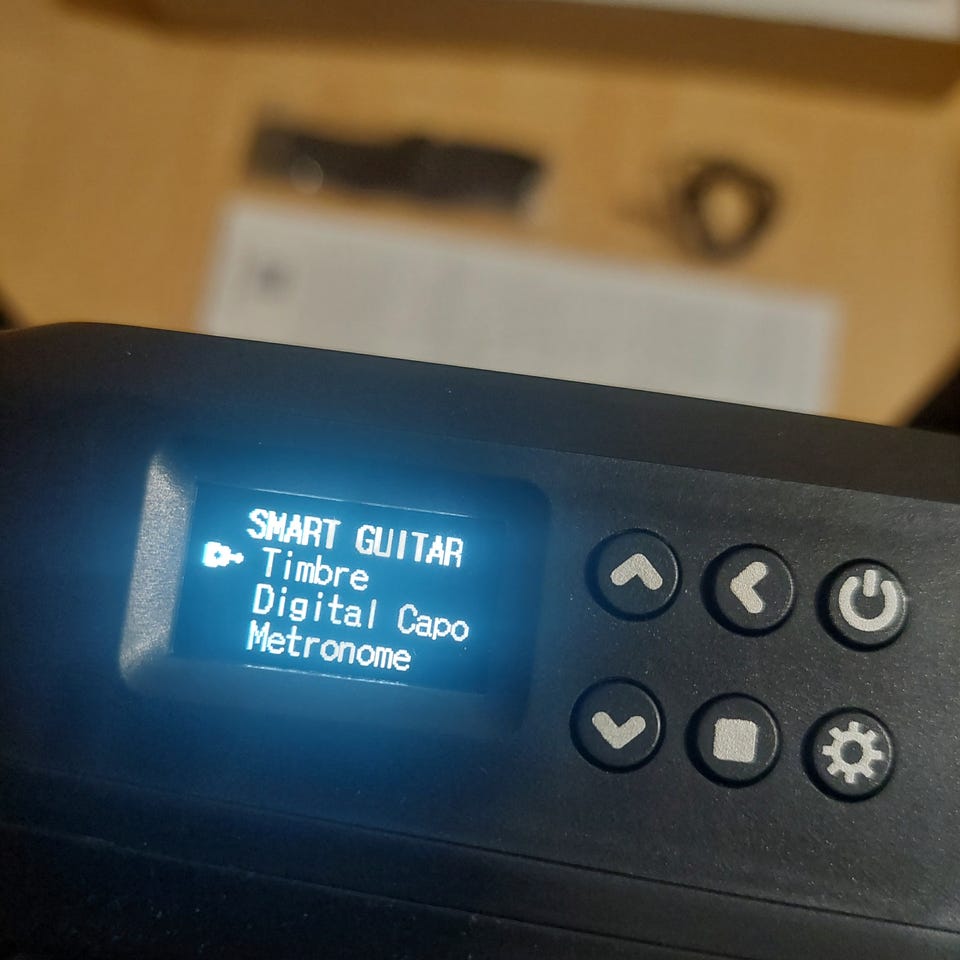 SMART GUITAR
Timbre
Digital Capo
Metronome